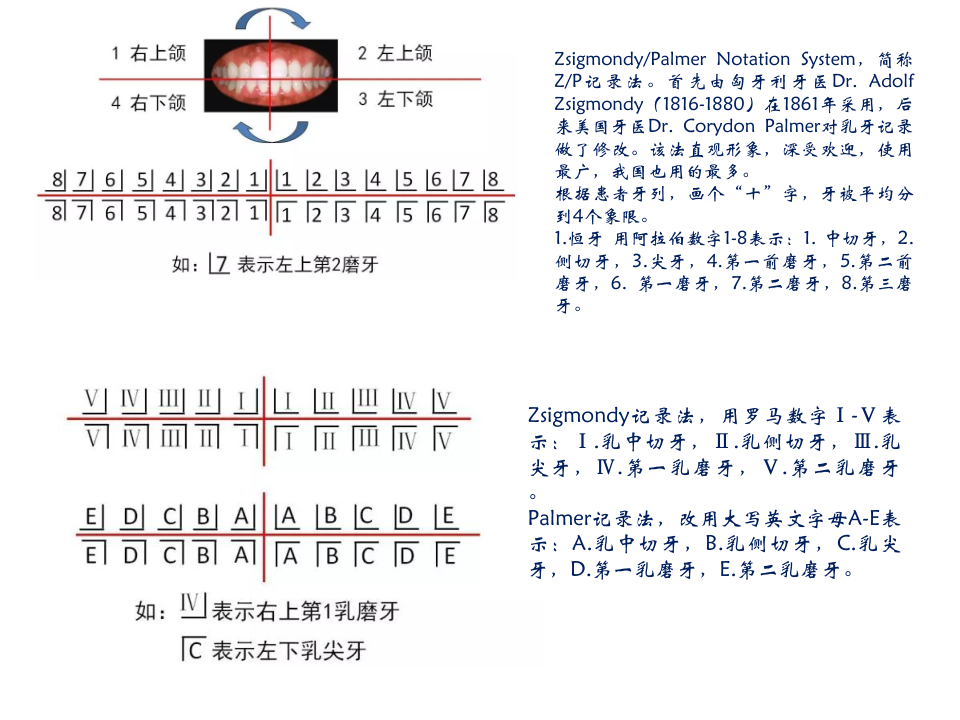 1 右上颌
2 左上颌
4 右下颌
3 左下颌
8 7 6 5 4 3 2 1 1 2 3 4 5 6 7 8
8 7 6 5 4 3 2 1 1 2 3 4 5 6 7 8
如：7 表示左上第2磨牙
Zsigmondy/Palmer Notation System，简称
Z/P记录法。首先由匈牙利牙医Dr. Adolf
Zsigmondy（1816-1880）在1861年采用，后
来美国牙医Dr. Corydon Palmer对乳牙记录
做了修改。该法直观形象，深受欢迎，使用
最广，我国也用的最多。
根据患者牙列，画个“十”字，牙被平均分
到4个象限。
1.恒牙 用阿拉伯数字1-8表示：1. 中切牙，2.
侧切牙，3.尖牙，4.第一前磨牙，5.第二前
磨牙，6. 第一磨牙，7.第二磨牙，8.第三磨
牙。
Ⅴ Ⅳ Ⅲ Ⅱ Ⅰ Ⅰ Ⅱ Ⅲ Ⅳ Ⅴ
Ⅴ Ⅳ Ⅲ Ⅱ Ⅰ Ⅰ Ⅱ Ⅲ Ⅳ Ⅴ
E D C B A A B C D E
E D C B A A B C D E
如：Ⅳ 表示右上第1乳磨牙
C 表示左下乳尖牙
Zsigmondy记录法，用罗马数字Ⅰ-Ⅴ表
示：Ⅰ.乳中切牙，Ⅱ.乳侧切牙，Ⅲ.乳
尖牙，Ⅳ.第一乳磨牙，Ⅴ.第二乳磨牙
。
Palmer记录法，改用大写英文字母A-E表
示：A.乳中切牙，B.乳侧切牙，C.乳尖
牙，D.第一乳磨牙，E.第二乳磨牙。